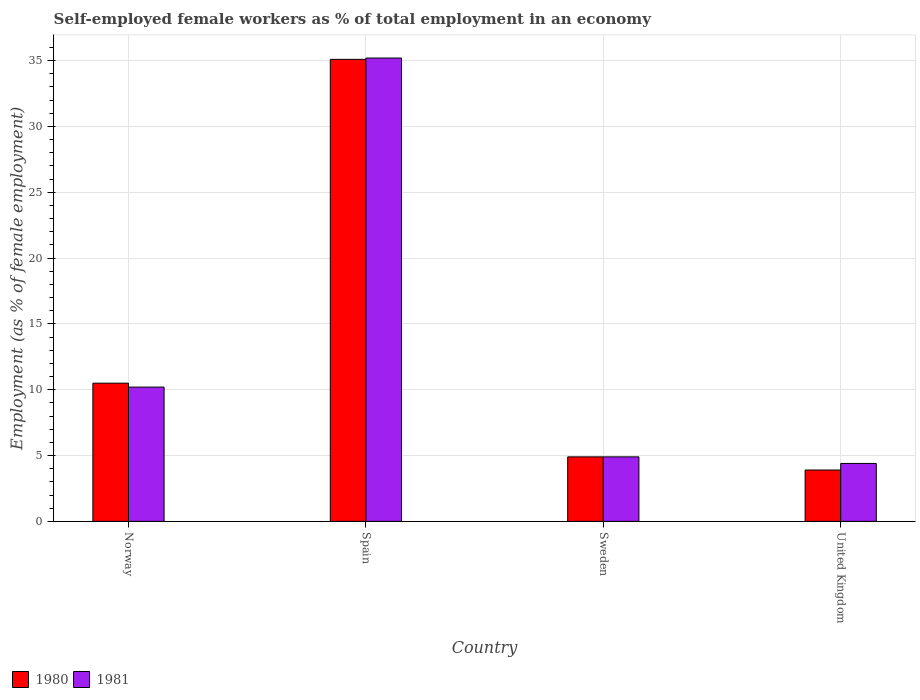 Self-employed female workers as % of total employment in an economy
Employment (as % of female employment)
35
30
25
20
15
10
5
0
Norway
Spain
Sweden
United Kingdom
Country
1980
1981